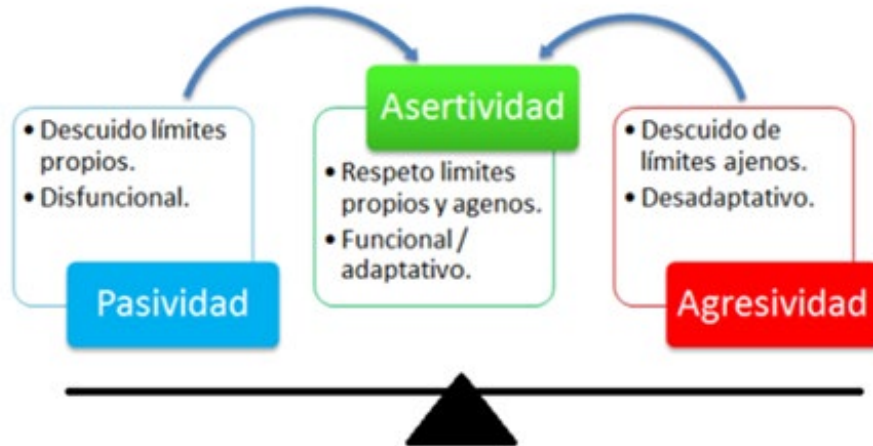 • Descuido límites
propios.
• Disfuncional.
Pasividad
Asertividad
• Respeto limites
propios y agenos.
• Funcional /
adaptativo.
• Descuido de
límites ajenos.
• Desadaptativo.
Agresividad